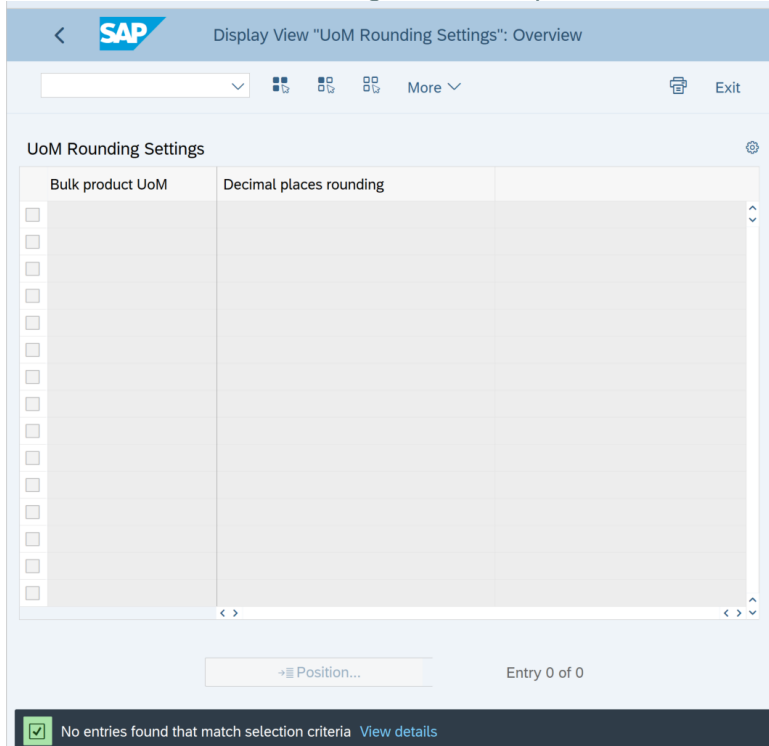 SAP Display View "UoM Rounding Settings": Overview
More Exit
UoM Rounding Settings
Bulk product UoM Decimal places rounding
Position... Entry 0 of 0
No entries found that match selection criteria View details